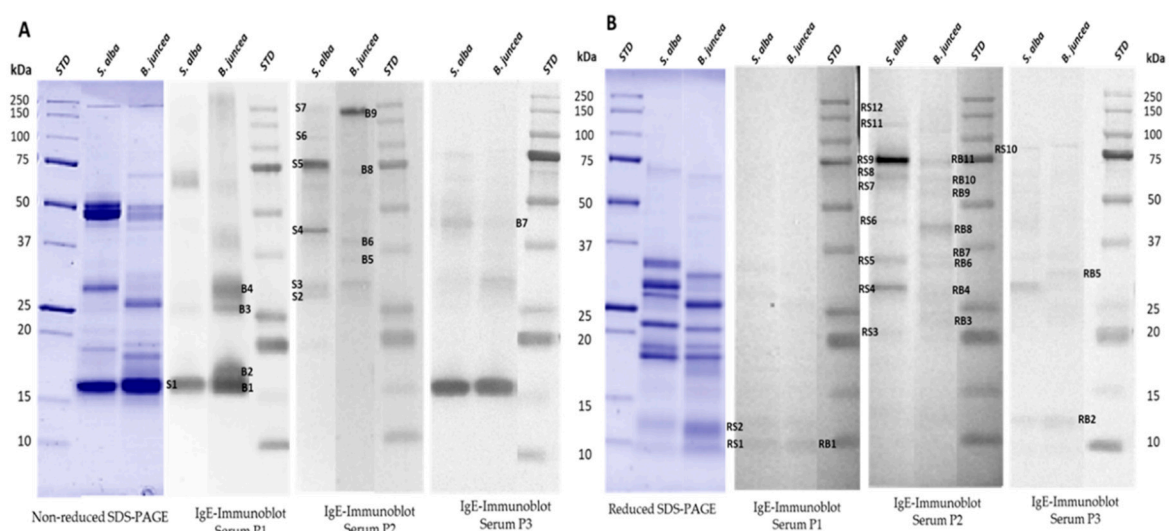 A
B
kDa
STD
S. alba
B. juncea
S. alba
B. juncea
STD
S. alba
B. juncea
STD
S. alba
B. juncea
STD
250
150
100
75
50
37
25
20
15
10
S1
B4
B3
B2
B1
S7
S6
S5
S4
S3
S2
B9
B8
B6
B5
B7
Non-reduced SDS-PAGE
IgE-Immunoblot
Serum P1
IgE-Immunoblot
Serum P2
IgE-Immunoblot
Serum P3
kDa
STD
S. alba
B. juncea
S. alba
B. juncea
STD
S. alba
B. juncea
STD
S. alba
B. juncea
STD
kDa
250
150
100
75
50
37
25
20
15
10
RS2
RS1
RB1
RS12
RS11
RS9
RS8
RS7
RS6
RS5
RS4
RS3
RB11
RB10
RB9
RB8
RB7
RB6
RB4
RB3
RS10
RB5
RB2
250
150
100
75
50
37
25
20
15
10
Reduced SDS-PAGE
IgE-Immunoblot
Serum P1
IgE-Immunoblot
Serum P2
IgE-Immunoblot
Serum P3